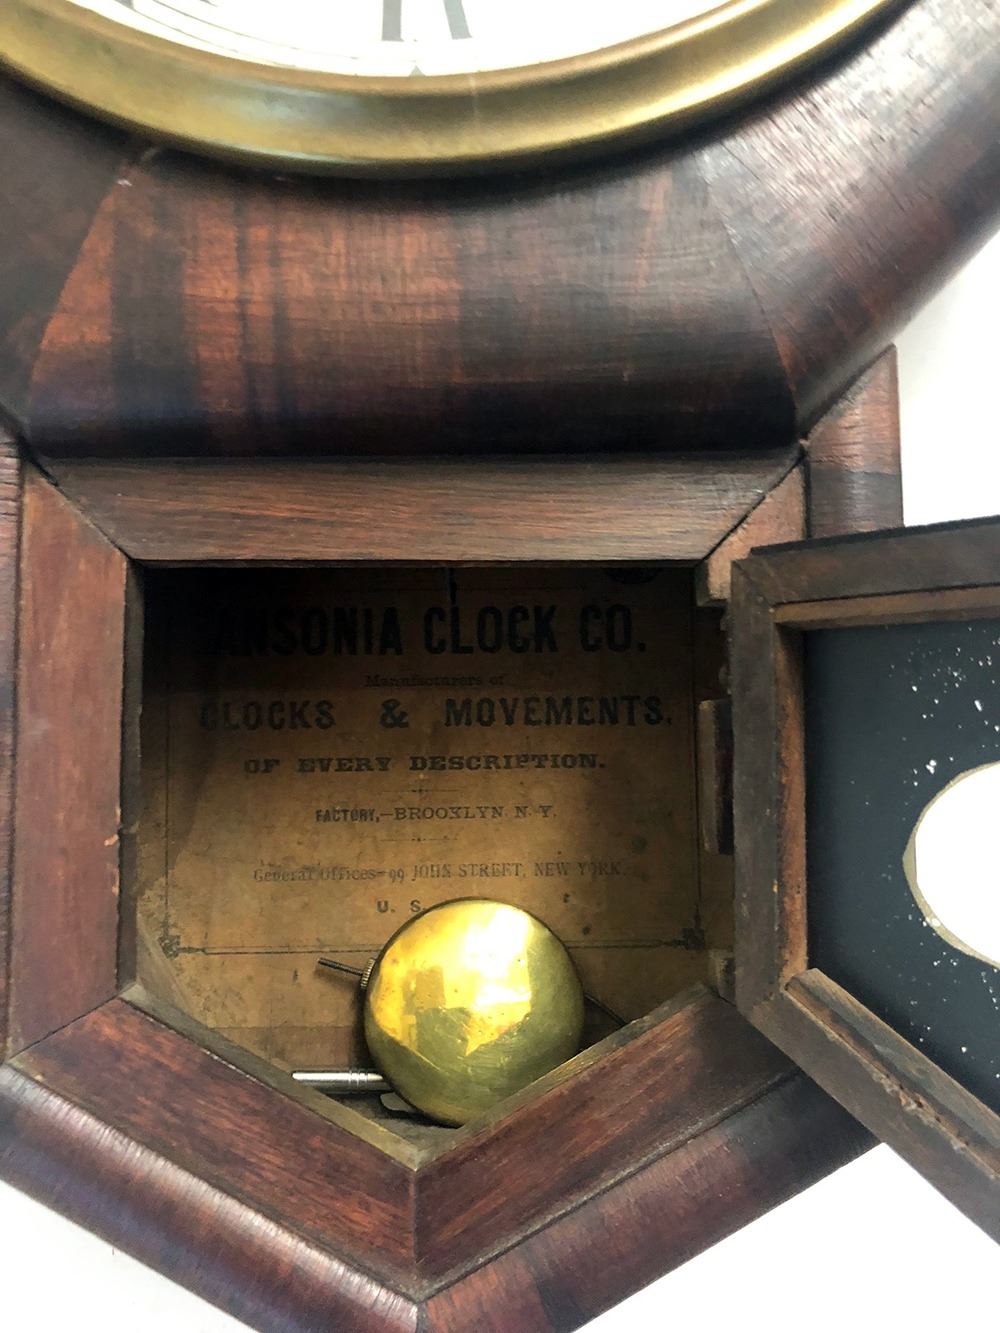 ANSONIA CLOCK CO.
Manufacturers of
CLOCKS & MOVEMENTS.
OF EVERY DESCRIPTION.
FACTORY,—BROOKLYN N. Y.
General Offices=99 JOHN STREET, NEW YORK.
U. S.